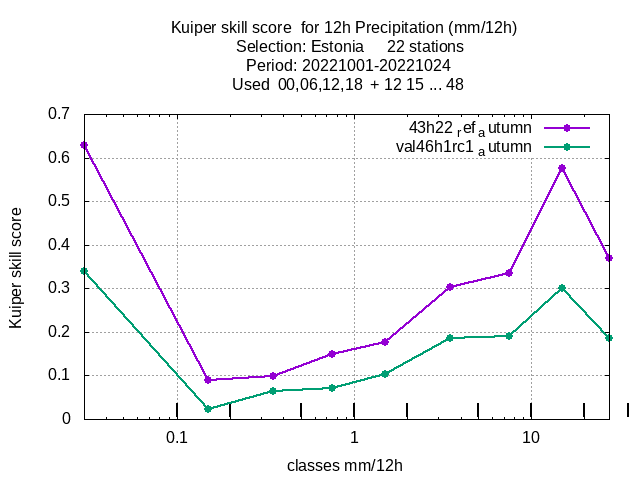 Kuiper skill score  for 12h Precipitation (mm/12h)
Selection: Estonia     22 stations
Period: 20221001-20221024
Used  00,06,12,18  + 12 15 ... 48
43h22 ref autumn
val46h1rc1 autumn
0.7
0.6
0.5
0.4
0.3
0.2
0.1
0
Kuiper skill score
0.1
1
10
classes mm/12h